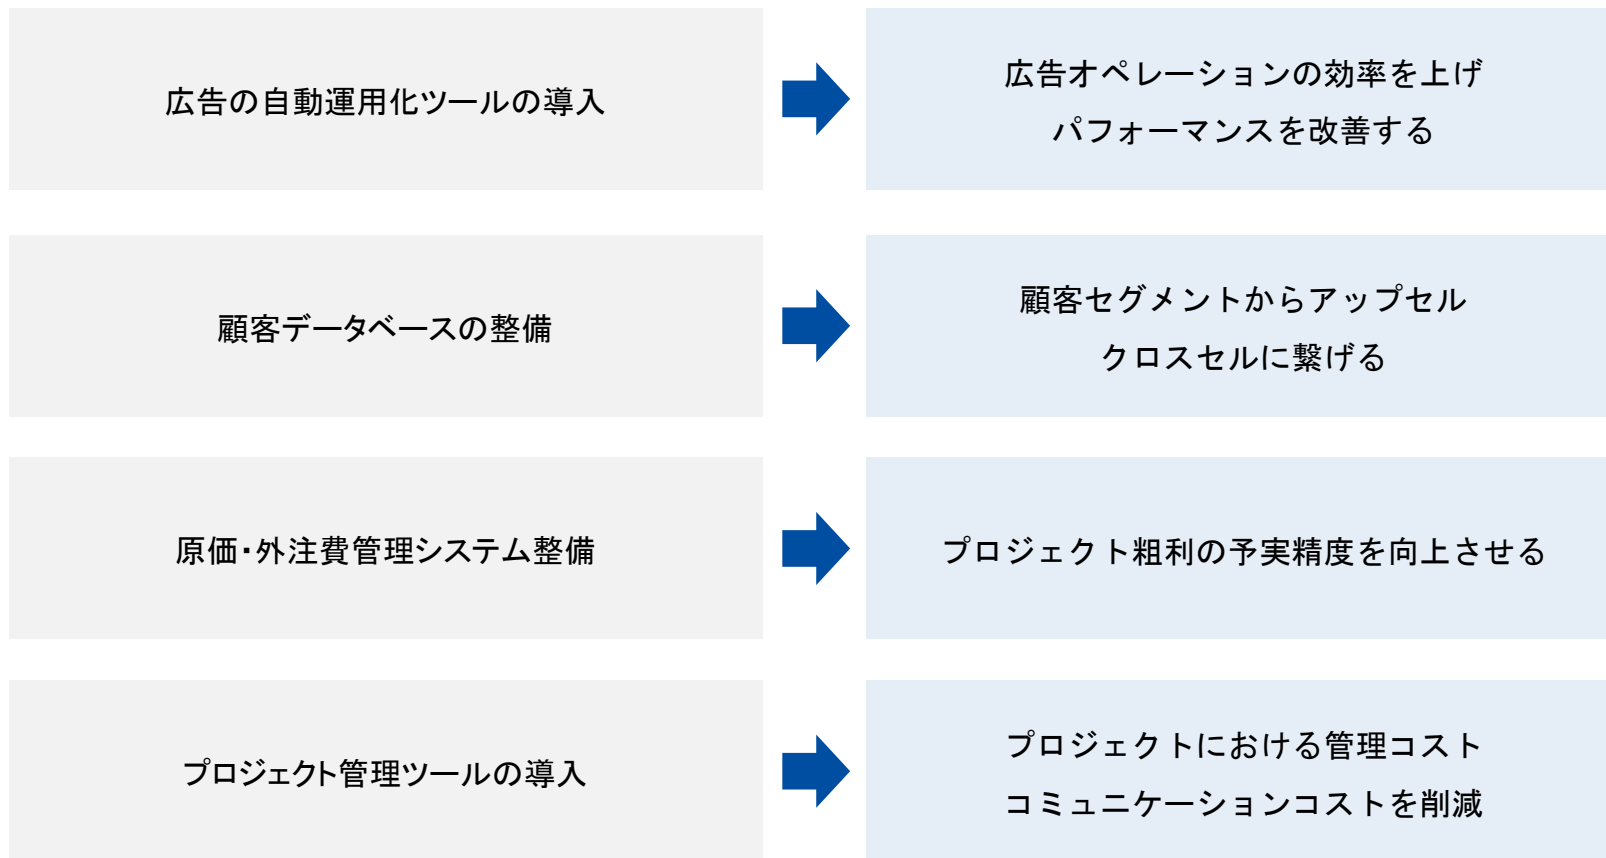 広告の自動運用化ツールの導入
広告オペレーションの効率を上げ
パフォーマンスを改善する
顧客データベースの整備
顧客セグメントからアップセル
クロスセルに繋げる
原価・外注費管理システム整備
プロジェクト粗利の予実精度を向上させる
プロジェクト管理ツールの導入
プロジェクトにおける管理コスト
コミュニケーションコストを削減